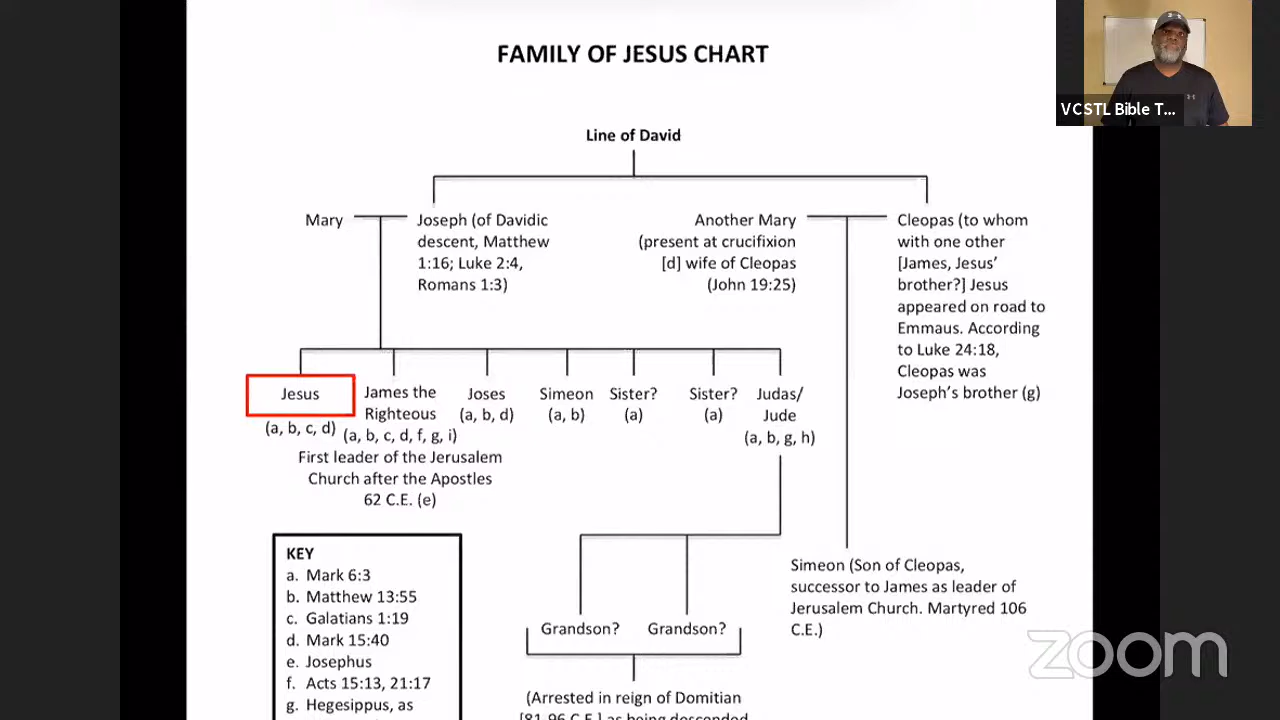 FAMILY OF JESUS CHART
VCSTL Bible T...
Line of David
Mary
Joseph (of Davidic
descent, Matthew
1:16; Luke 2:4,
Romans 1:3)
Another Mary
(present at crucifixion
[d] wife of Cleopas
(John 19:25)
Cleopas (to whom
with one other
[James, Jesus’
brother?] Jesus
appeared on road to
Emmaus. According
to Luke 24:18,
Cleopas was
Joseph’s brother (g)
Jesus
(a, b, c, d)
James the
Righteous
(a, b, c, d, f, g, i)
First leader of the Jerusalem
Church after the Apostles
62 C.E. (e)
Joses
(a, b, d)
Simeon
(a, b)
Sister?
(a)
Sister?
(a)
Judas/
Jude
(a, b, g, h)
KEY
a. Mark 6:3
b. Matthew 13:55
c. Galatians 1:19
d. Mark 15:40
e. Josephus
f. Acts 15:13, 21:17
g. Hegesippus, as
Grandson?
Grandson?
(Arrested in reign of Domitian
[81-96 C.E.] as being descended
Simeon (Son of Cleopas,
successor to James as leader of
Jerusalem Church. Martyred 106
C.E.)
zoom